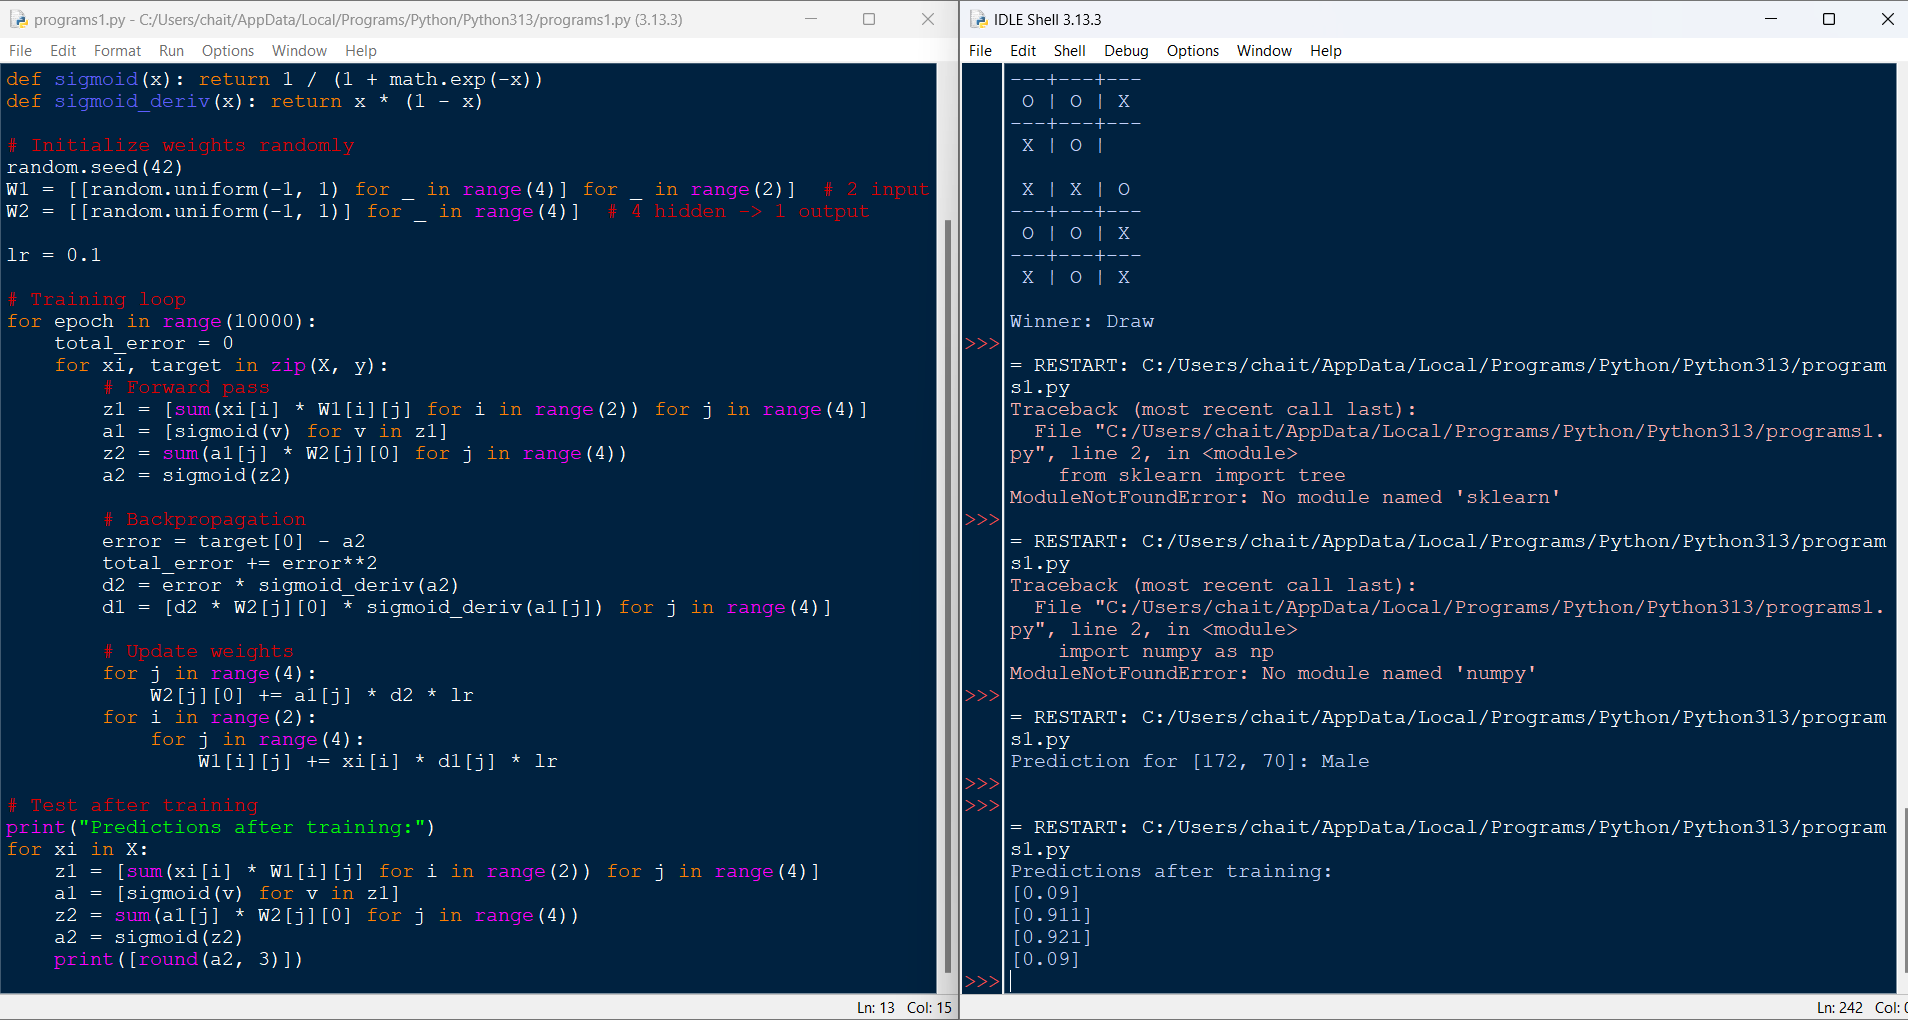 programs1.py - C:/Users/chait/AppData/Local/Programs/Python/Python313/programs1.py (3.13.3)
File Edit Format Run Options Window Help
def sigmoid(x): return 1 / (1 + math.exp(-x))
def sigmoid_deriv(x): return x * (1 - x)
# Initialize weights randomly
random.seed(42)
W1 = [[random.uniform(-1, 1) for _ in range(4)] for _ in range(2)]  # 2 input
W2 = [[random.uniform(-1, 1)] for _ in range(4)]  # 4 hidden -> 1 output
lr = 0.1
# Training loop
for epoch in range(10000):
    total_error = 0
    for xi, target in zip(X, y):
        # Forward pass
        z1 = [sum(xi[i] * W1[i][j] for i in range(2)) for j in range(4)]
        a1 = [sigmoid(v) for v in z1]
        z2 = sum(a1[j] * W2[j][0] for j in range(4))
        a2 = sigmoid(z2)
        # Backpropagation
        error = target[0] - a2
        total_error += error**2
        d2 = error * sigmoid_deriv(a2)
        d1 = [d2 * W2[j][0] * sigmoid_deriv(a1[j]) for j in range(4)]
        # Update weights
        for j in range(4):
            W2[j][0] += a1[j] * d2 * lr
        for i in range(2):
            for j in range(4):
                W1[i][j] += xi[i] * d1[j] * lr
# Test after training
print("Predictions after training:")
for xi in X:
    z1 = [sum(xi[i] * W1[i][j] for i in range(2)) for j in range(4)]
    a1 = [sigmoid(v) for v in z1]
    z2 = sum(a1[j] * W2[j][0] for j in range(4))
    a2 = sigmoid(z2)
    print([round(a2, 3)])
Ln: 13 Col: 15
IDLE Shell 3.13.3
File Edit Shell Debug Options Window Help
---+---+---
 O | O | X
---+---+---
 X | O |
 X | X | O
---+---+---
 O | O | X
---+---+---
 X | O | X
Winner: Draw
>>>
= RESTART: C:/Users/chait/AppData/Local/Programs/Python/Python313/program
s1.py
Traceback (most recent call last):
  File "C:/Users/chait/AppData/Local/Programs/Python/Python313/programs1.
py", line 2, in <module>
    from sklearn import tree
ModuleNotFoundError: No module named 'sklearn'
>>>
= RESTART: C:/Users/chait/AppData/Local/Programs/Python/Python313/program
s1.py
Traceback (most recent call last):
  File "C:/Users/chait/AppData/Local/Programs/Python/Python313/programs1.
py", line 2, in <module>
    import numpy as np
ModuleNotFoundError: No module named 'numpy'
>>>
= RESTART: C:/Users/chait/AppData/Local/Programs/Python/Python313/program
s1.py
Prediction for [172, 70]: Male
>>>
>>>
= RESTART: C:/Users/chait/AppData/Local/Programs/Python/Python313/program
s1.py
Predictions after training:
[0.09]
[0.911]
[0.921]
[0.09]
>>>
Ln: 242 Col: